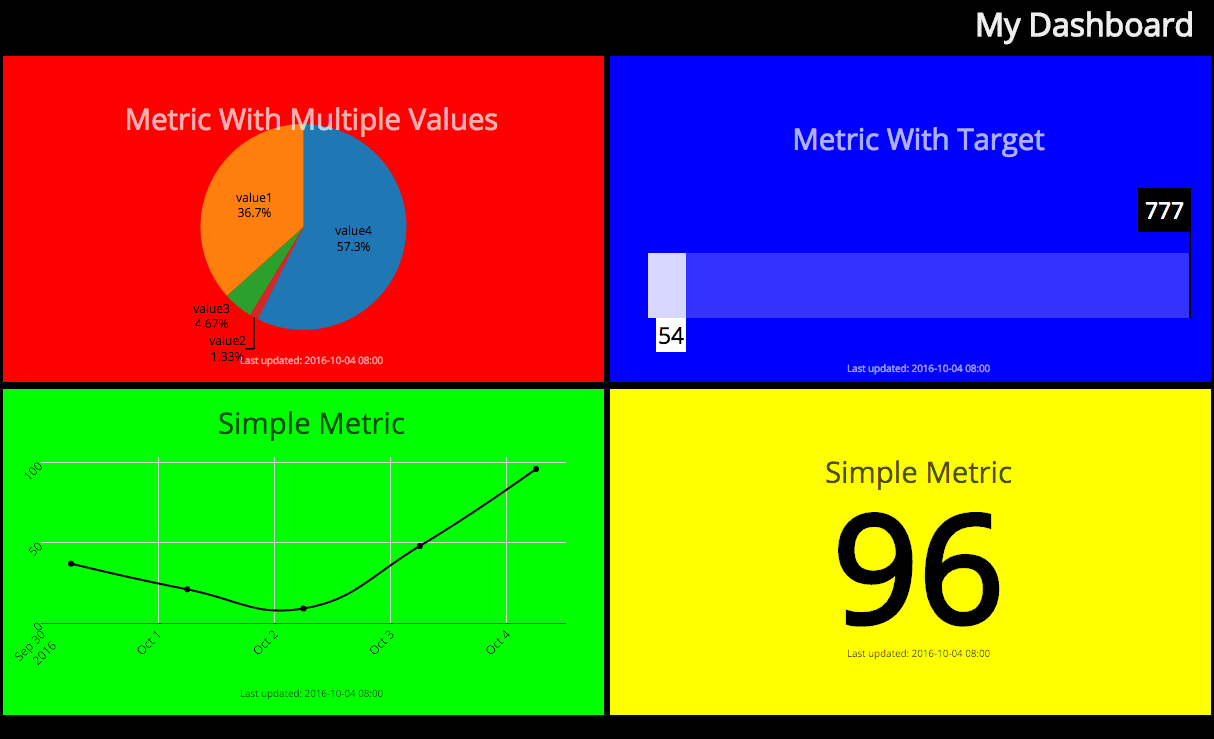 My Dashboard
Metric With Multiple Values
value1
36.7%
value4
57.3%
value3
4.67%
value2
1.33%
Last updated: 2016-10-04 08:00
Metric With Target
777
54
Last updated: 2016-10-04 08:00
Simple Metric
100
50
0
Sep 30
2016
Oct 1
Oct 2
Oct 3
Oct 4
Last updated: 2016-10-04 08:00
Simple Metric
96
Last updated: 2016-10-04 08:00